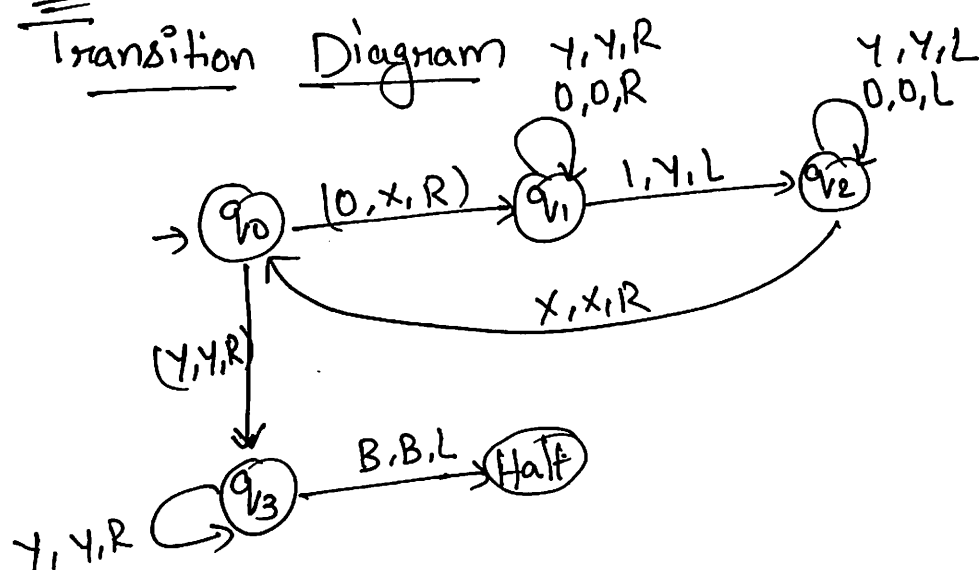 Transition Diagram
Y,Y,R
0,0,R
Y,Y,L
0,0,L
q0
(0,X,R)
q1
1,Y,L
q2
X,X,R
(Y,Y,R)
q3
B,B,L
Halt
Y,Y,R